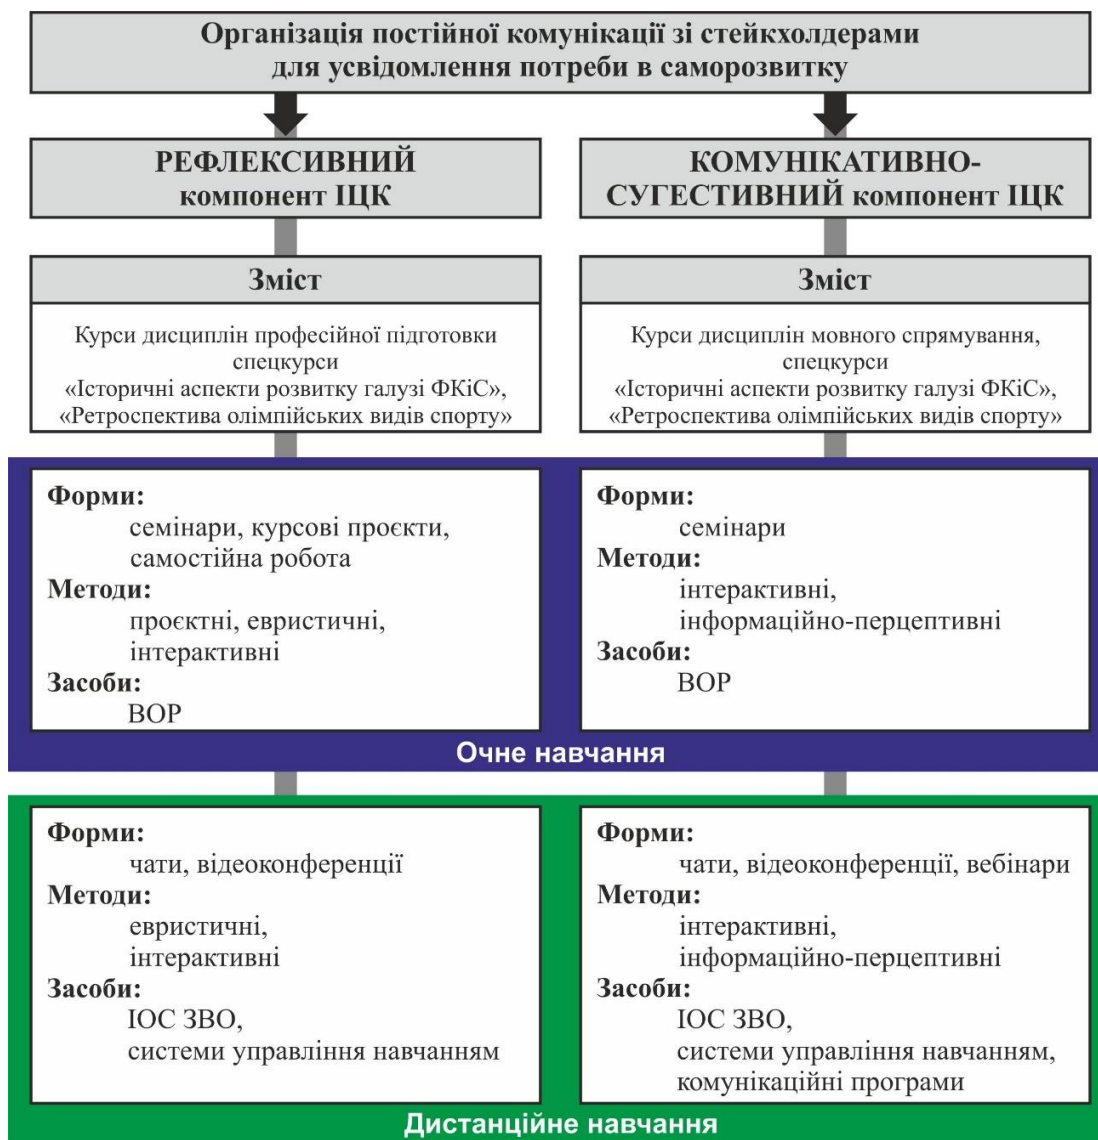 Організація постійної комунікації зі стейкхолдерами
для усвідомлення потреби в саморозвитку
РЕФЛЕКСИВНИЙ
компонент ІЦК
КОМУНІКАТИВНО-
СУГЕСТИВНИЙ компонент ІЦК
Зміст
Курси дисциплін професійної підготовки
спецкурси
«Історичні аспекти розвитку галузі ФКіС»,
«Ретроспектива олімпійських видів спорту»
Зміст
Курси дисциплін мовного спрямування,
спецкурси
«Історичні аспекти розвитку галузі ФКіС»,
«Ретроспектива олімпійських видів спорту»
Форми:
семінари, курсові проєкти,
самостійна робота
Методи:
проєктні, евристичні,
інтерактивні
Засоби:
ВОР
Форми:
семінари
Методи:
інтерактивні,
інформаційно-перцептивні
Засоби:
ВОР
Очне навчання
Форми:
чати, відеоконференції
Методи:
евристичні,
інтерактивні
Засоби:
ІОС ЗВО,
системи управління навчанням
Форми:
чати, відеоконференції, вебінари
Методи:
інтерактивні,
інформаційно-перцептивні
Засоби:
ІОС ЗВО,
системи управління навчанням,
комунікаційні програми
Дистанційне навчання